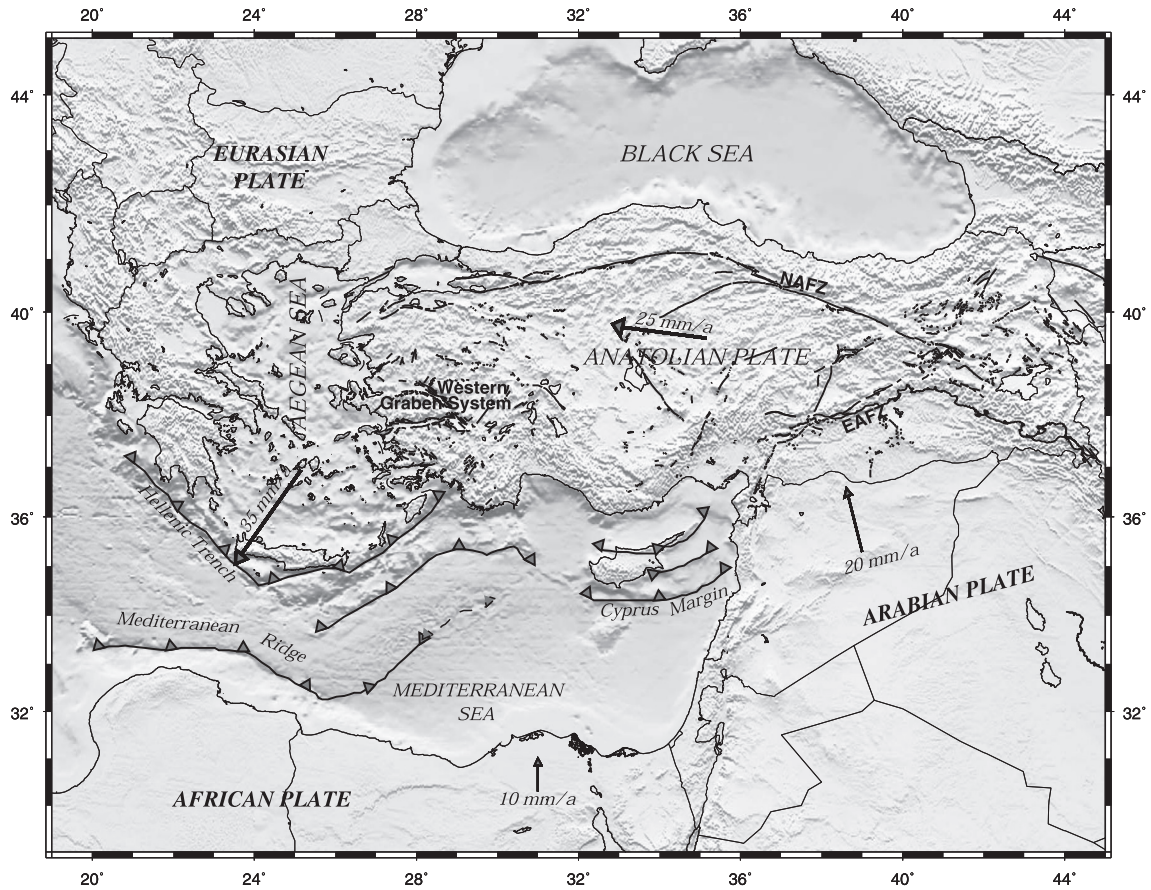 20° 24° 28° 32° 36° 40° 44°
44° 44°
EURASIAN
PLATE
BLACK SEA
NAFZ
40° 40°
AEGEAN SEA
25 mm/a
ANATOLIAN PLATE
Western
Graben System
EAFZ
35 mm/a
Hellenic Trench
36° 36°
20 mm/a
ARABIAN PLATE
Cyprus Margin
Mediterranean Ridge
MEDITERRANEAN
SEA
32° 32°
AFRICAN PLATE
10 mm/a
20° 24° 28° 32° 36° 40° 44°